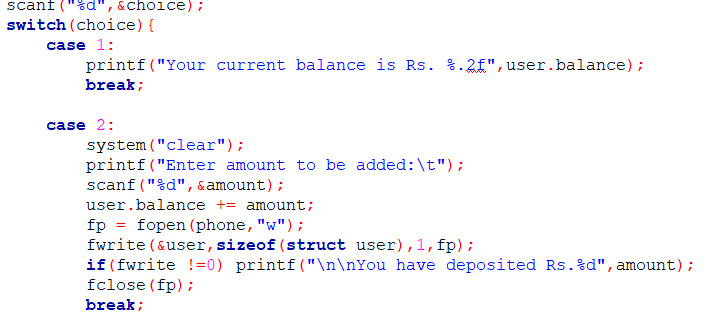 scanf("%d",&choice);
switch(choice){
case 1:
printf("Your current balance is Rs. %.2f",user.balance);
break;
case 2:
system("clear");
printf("Enter amount to be added:\t");
scanf("%d",&amount);
user.balance += amount;
fp = fopen(phone,"w");
fwrite(&user,sizeof(struct user),1,fp);
if(fwrite !=0) printf("\n\nYou have deposited Rs.%d",amount);
fclose(fp);
break;